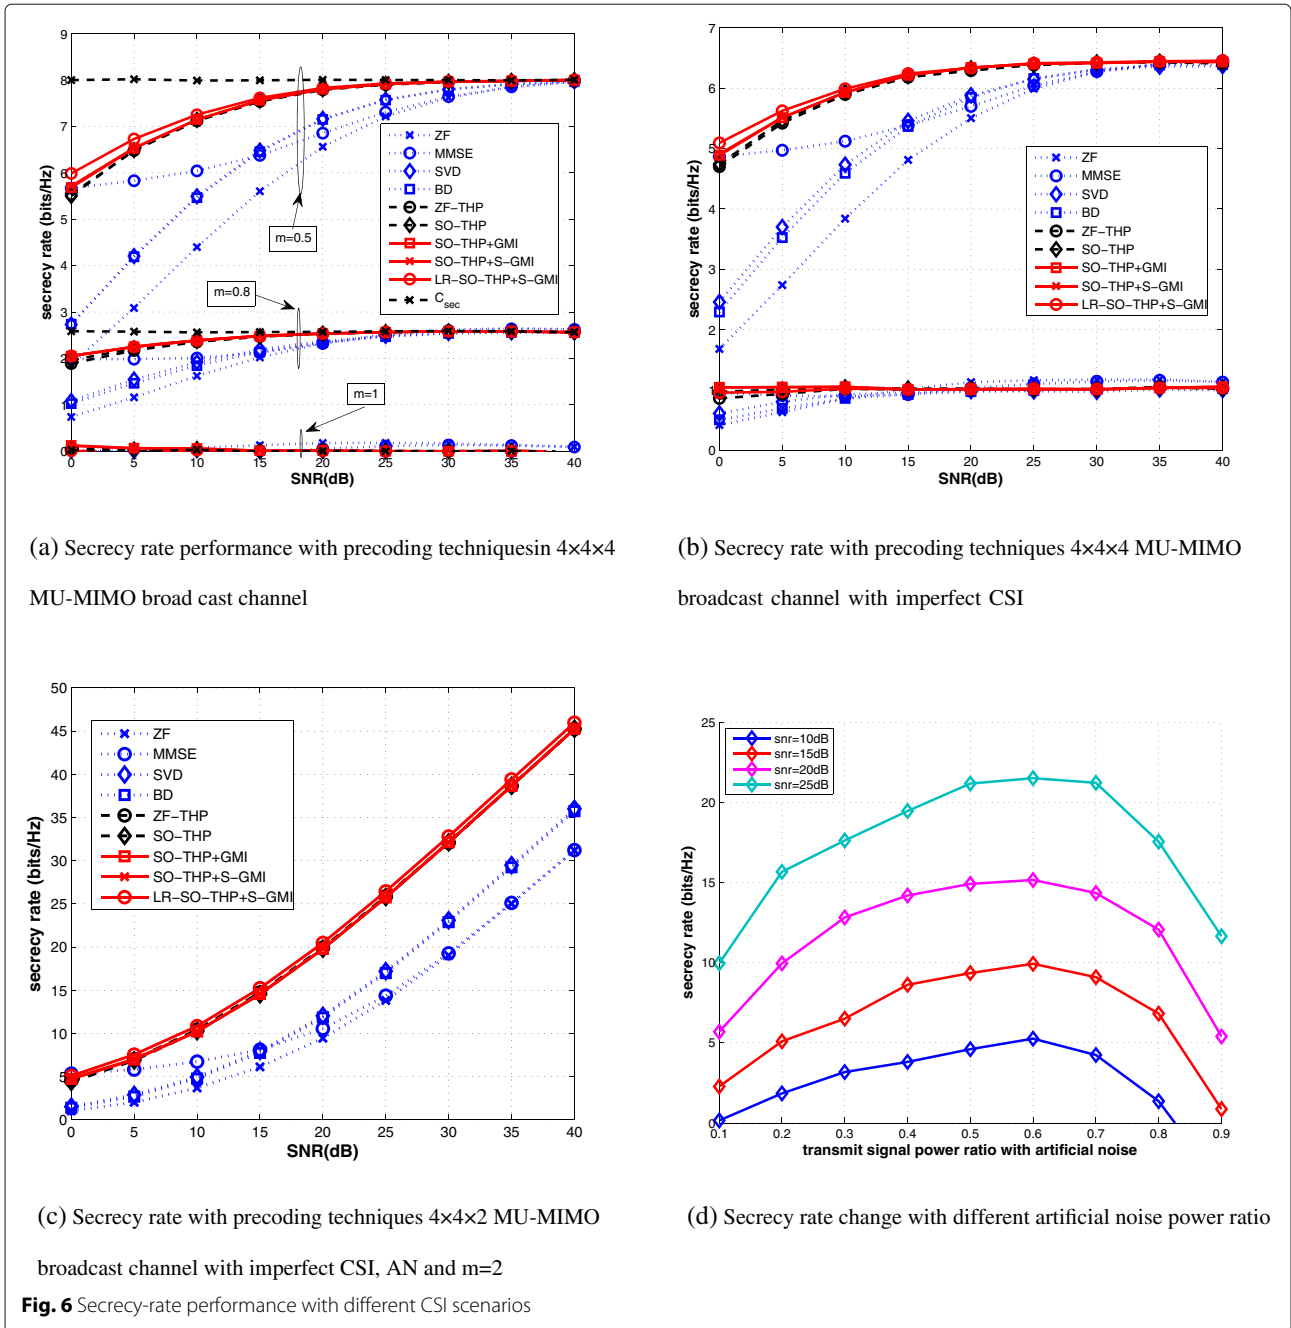 9
8
7
6
5
4
3
2
1
0
secrecy rate (bits/Hz)
0 5 10 15 20 25 30 35 40
SNR(dB)
ZF
MMSE
SVD
BD
ZF−THP
SO−THP
SO−THP+GMI
SO−THP+S−GMI
LR−SO−THP+S−GMI
C_sec
m=0.5
m=0.8
m=1
(a) Secrecy rate performance with precoding techniquesin 4×4×4
MU-MIMO broad cast channel
7
6
5
4
3
2
1
0
secrecy rate (bits/Hz)
0 5 10 15 20 25 30 35 40
SNR(dB)
ZF
MMSE
SVD
BD
ZF−THP
SO−THP
SO−THP+GMI
SO−THP+S−GMI
LR−SO−THP+S−GMI
(b) Secrecy rate with precoding techniques 4×4×4 MU-MIMO
broadcast channel with imperfect CSI
50
45
40
35
30
25
20
15
10
5
0
secrecy rate (bits/Hz)
0 5 10 15 20 25 30 35 40
SNR(dB)
ZF
MMSE
SVD
BD
ZF−THP
SO−THP
SO−THP+GMI
SO−THP+S−GMI
LR−SO−THP+S−GMI
(c) Secrecy rate with precoding techniques 4×4×2 MU-MIMO
broadcast channel with imperfect CSI, AN and m=2
25
20
15
10
5
0
secrecy rate (bits/Hz)
0.1 0.2 0.3 0.4 0.5 0.6 0.7 0.8 0.9
transmit signal power ratio with artificial noise
snr=10dB
snr=15dB
snr=20dB
snr=25dB
(d) Secrecy rate change with different artificial noise power ratio
Fig. 6 Secrecy-rate performance with different CSI scenarios